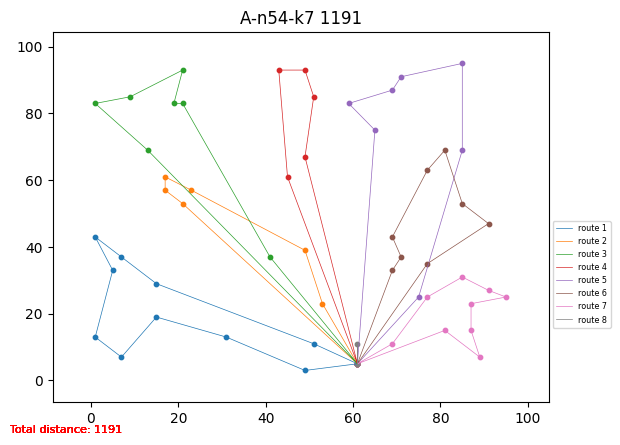 A-n54-k7 1191
100
80
60
40
20
0
0 20 40 60 80 100
route 1
route 2
route 3
route 4
route 5
route 6
route 7
route 8
Total distance: 1191